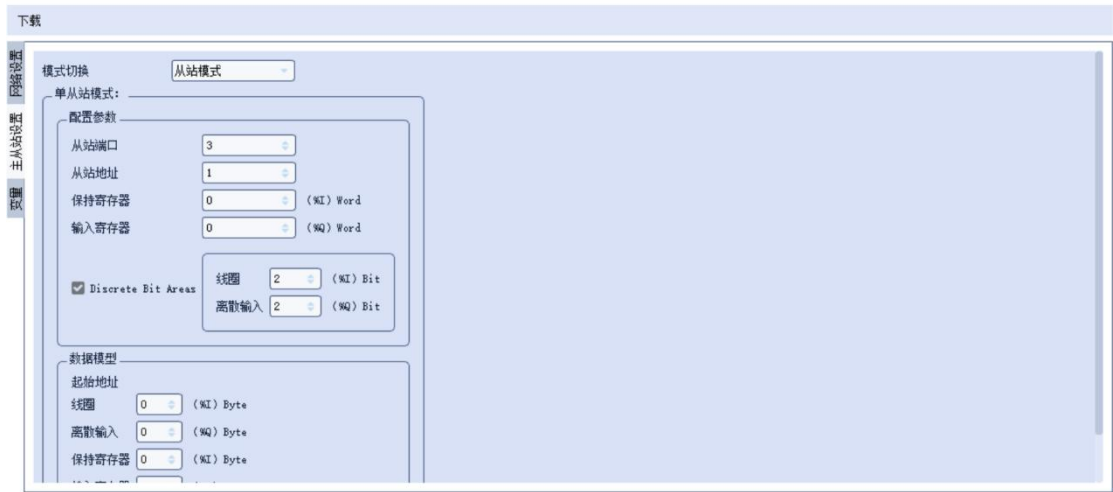 下载
网络设置
主从站设置
变量
模式切换 从站模式
单从站模式:
配置参数
从站端口 3
从站地址 1
保持寄存器 0 (%I) Word
输入寄存器 0 (%Q) Word
Discrete Bit Areas
线圈 2 (%I) Bit
离散输入 2 (%Q) Bit
数据模型
起始地址
线圈 0 (%I) Byte
离散输入 0 (%Q) Byte
保持寄存器 0 (%I) Byte